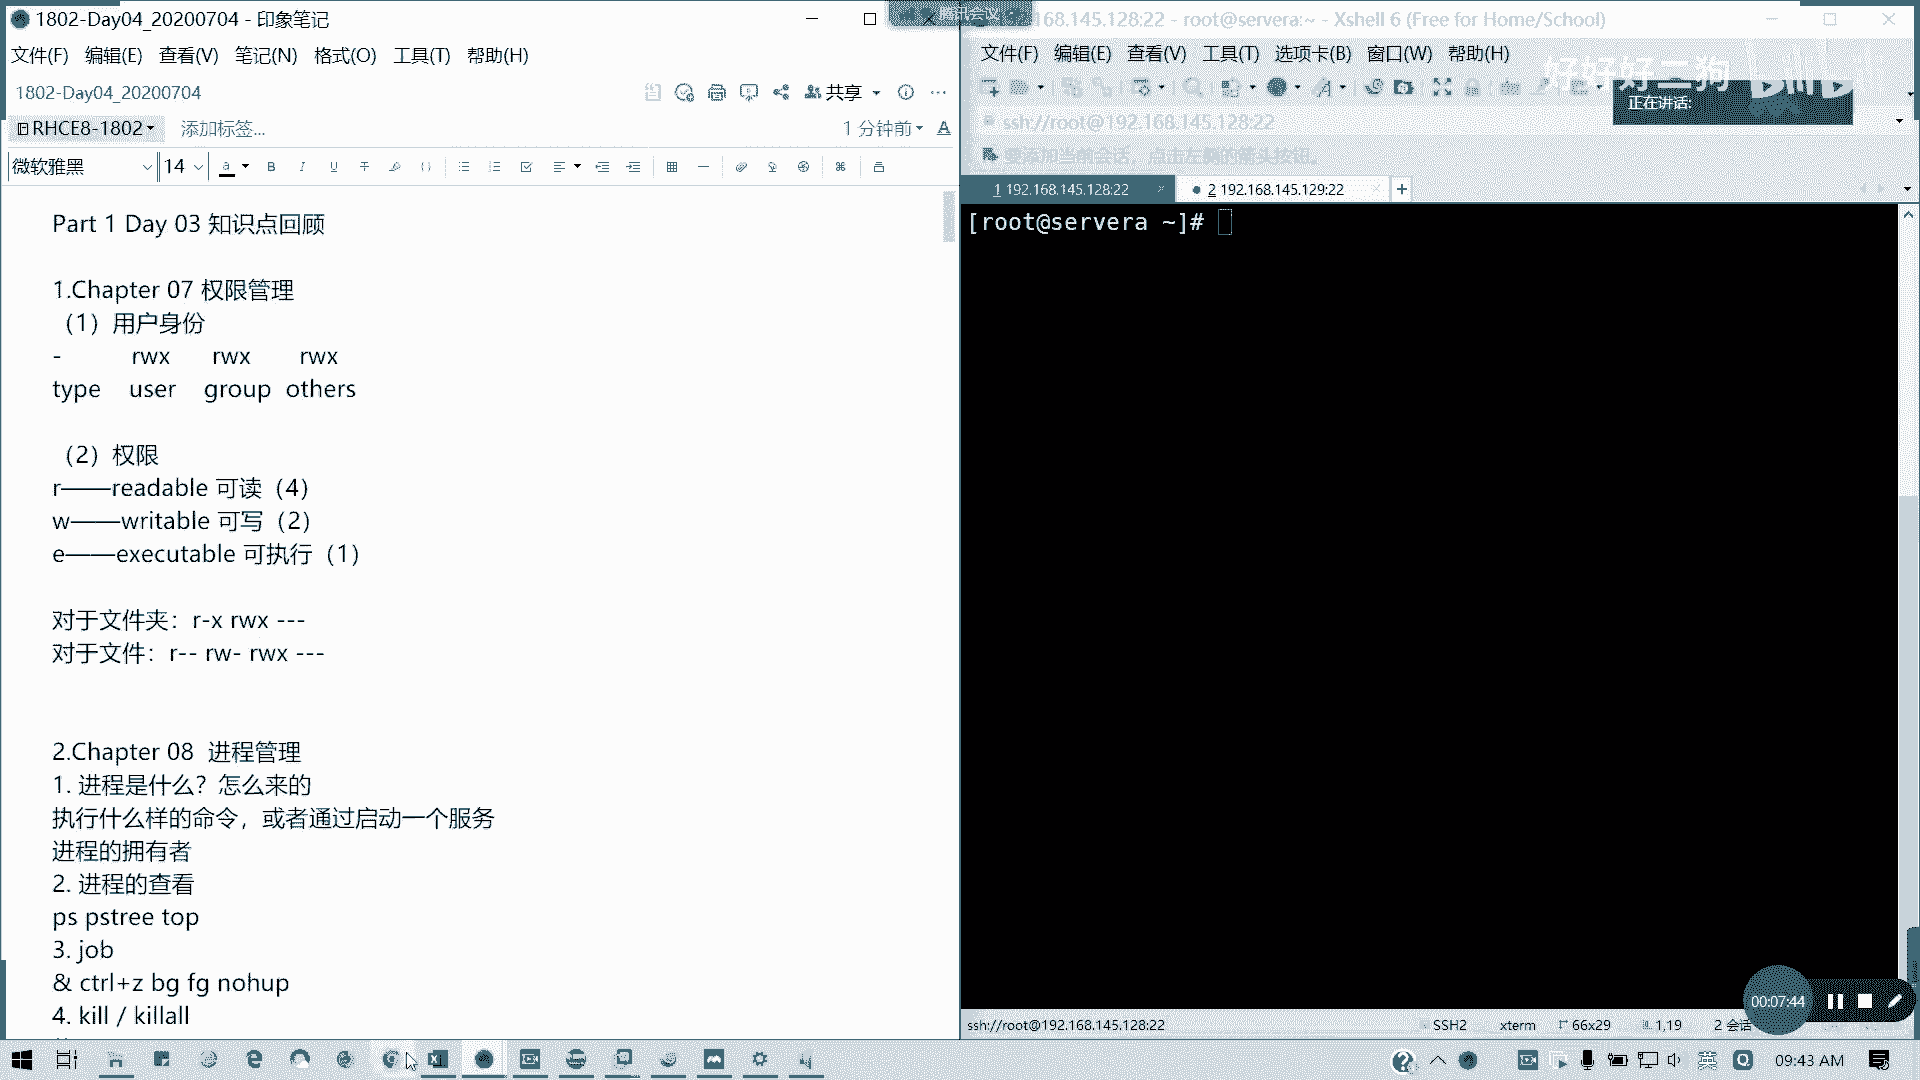 1802-Day04_20200704 - 印象笔记
文件(F) 编辑(E) 查看(V) 笔记(N) 格式(O) 工具(T) 帮助(H)
1802-Day04_20200704
共享
RHCE8-1802 添加标签...
1 分钟前
微软雅黑 14
Part 1 Day 03 知识点回顾
1.Chapter 07 权限管理
（1）用户身份
- rwx rwx rwx
type user group others
（2）权限
r——readable 可读（4）
w——writable 可写（2）
e——executable 可执行（1）
对于文件夹：r-x rwx ---
对于文件：r-- rw- rwx ---
2.Chapter 08 进程管理
1. 进程是什么？怎么来的
执行什么样的命令，或者通过启动一个服务
进程的拥有者
2. 进程的查看
ps pstree top
3. job
& ctrl+z bg fg nohup
4. kill / killall
腾讯会议
68.145.128:22 - root@servera:~ - Xshell 6 (Free for Home/School)
文件(F) 编辑(E) 查看(V) 工具(T) 选项卡(B) 窗口(W) 帮助(H)
好好好二狗
bilibili
正在讲话:
ssh://root@192.168.145.128:22
要添加当前会话，点击左侧的箭头按钮。
1 192.168.145.128:22
2 192.168.145.129:22
[root@servera ~]#
00:07:44
ssh://root@192.168.145.128:22 SSH2 xterm 66x29 1,19 2 会话
英
09:43 AM